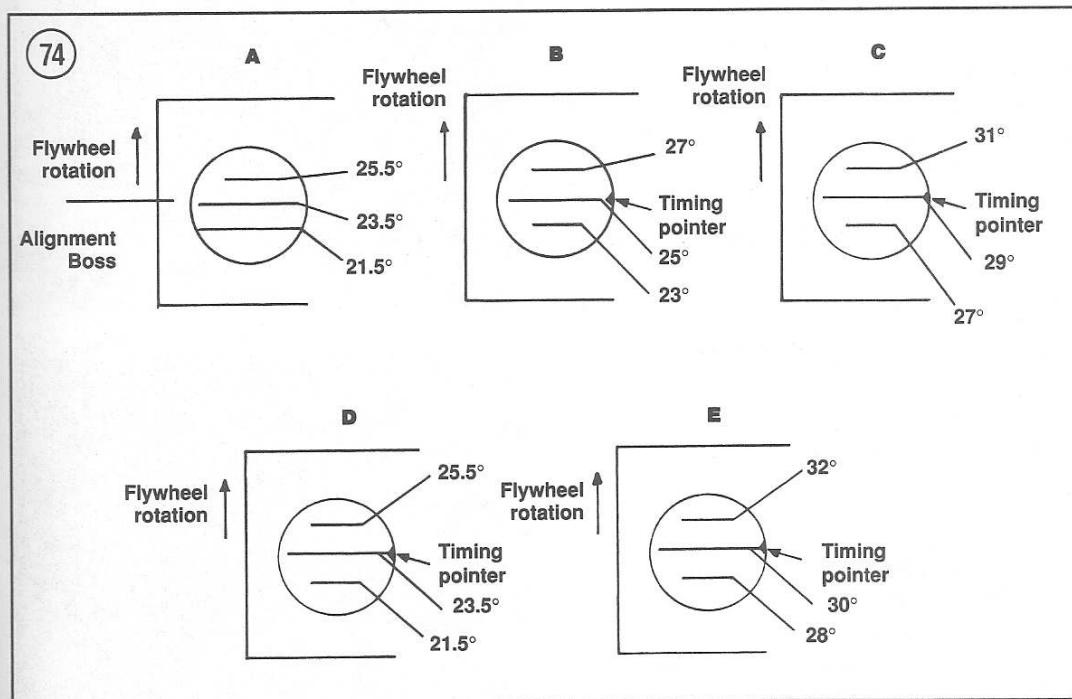 74
A
Flywheel
rotation
Alignment
Boss
25.5°
23.5°
21.5°
B
Flywheel
rotation
27°
Timing
pointer
25°
23°
C
Flywheel
rotation
31°
Timing
pointer
29°
27°
D
Flywheel
rotation
25.5°
Timing
pointer
23.5°
21.5°
E
Flywheel
rotation
32°
Timing
pointer
30°
28°